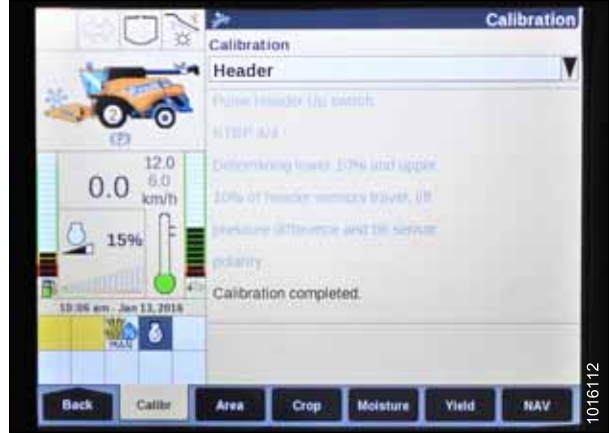 Calibration
Calibration
Header
Pulse Header Up switch
STEP 4/4
Determining lower 10% and upper
10% of header sensors travel, lift
pressure difference and tilt sensor
polarity
Calibration completed.
12.0
0.0
6.0
km/h
15%
10:06 am - Jan 13, 2016
MAN
Back
Calibr
Area
Crop
Moisture
Yield
NAV
1016112